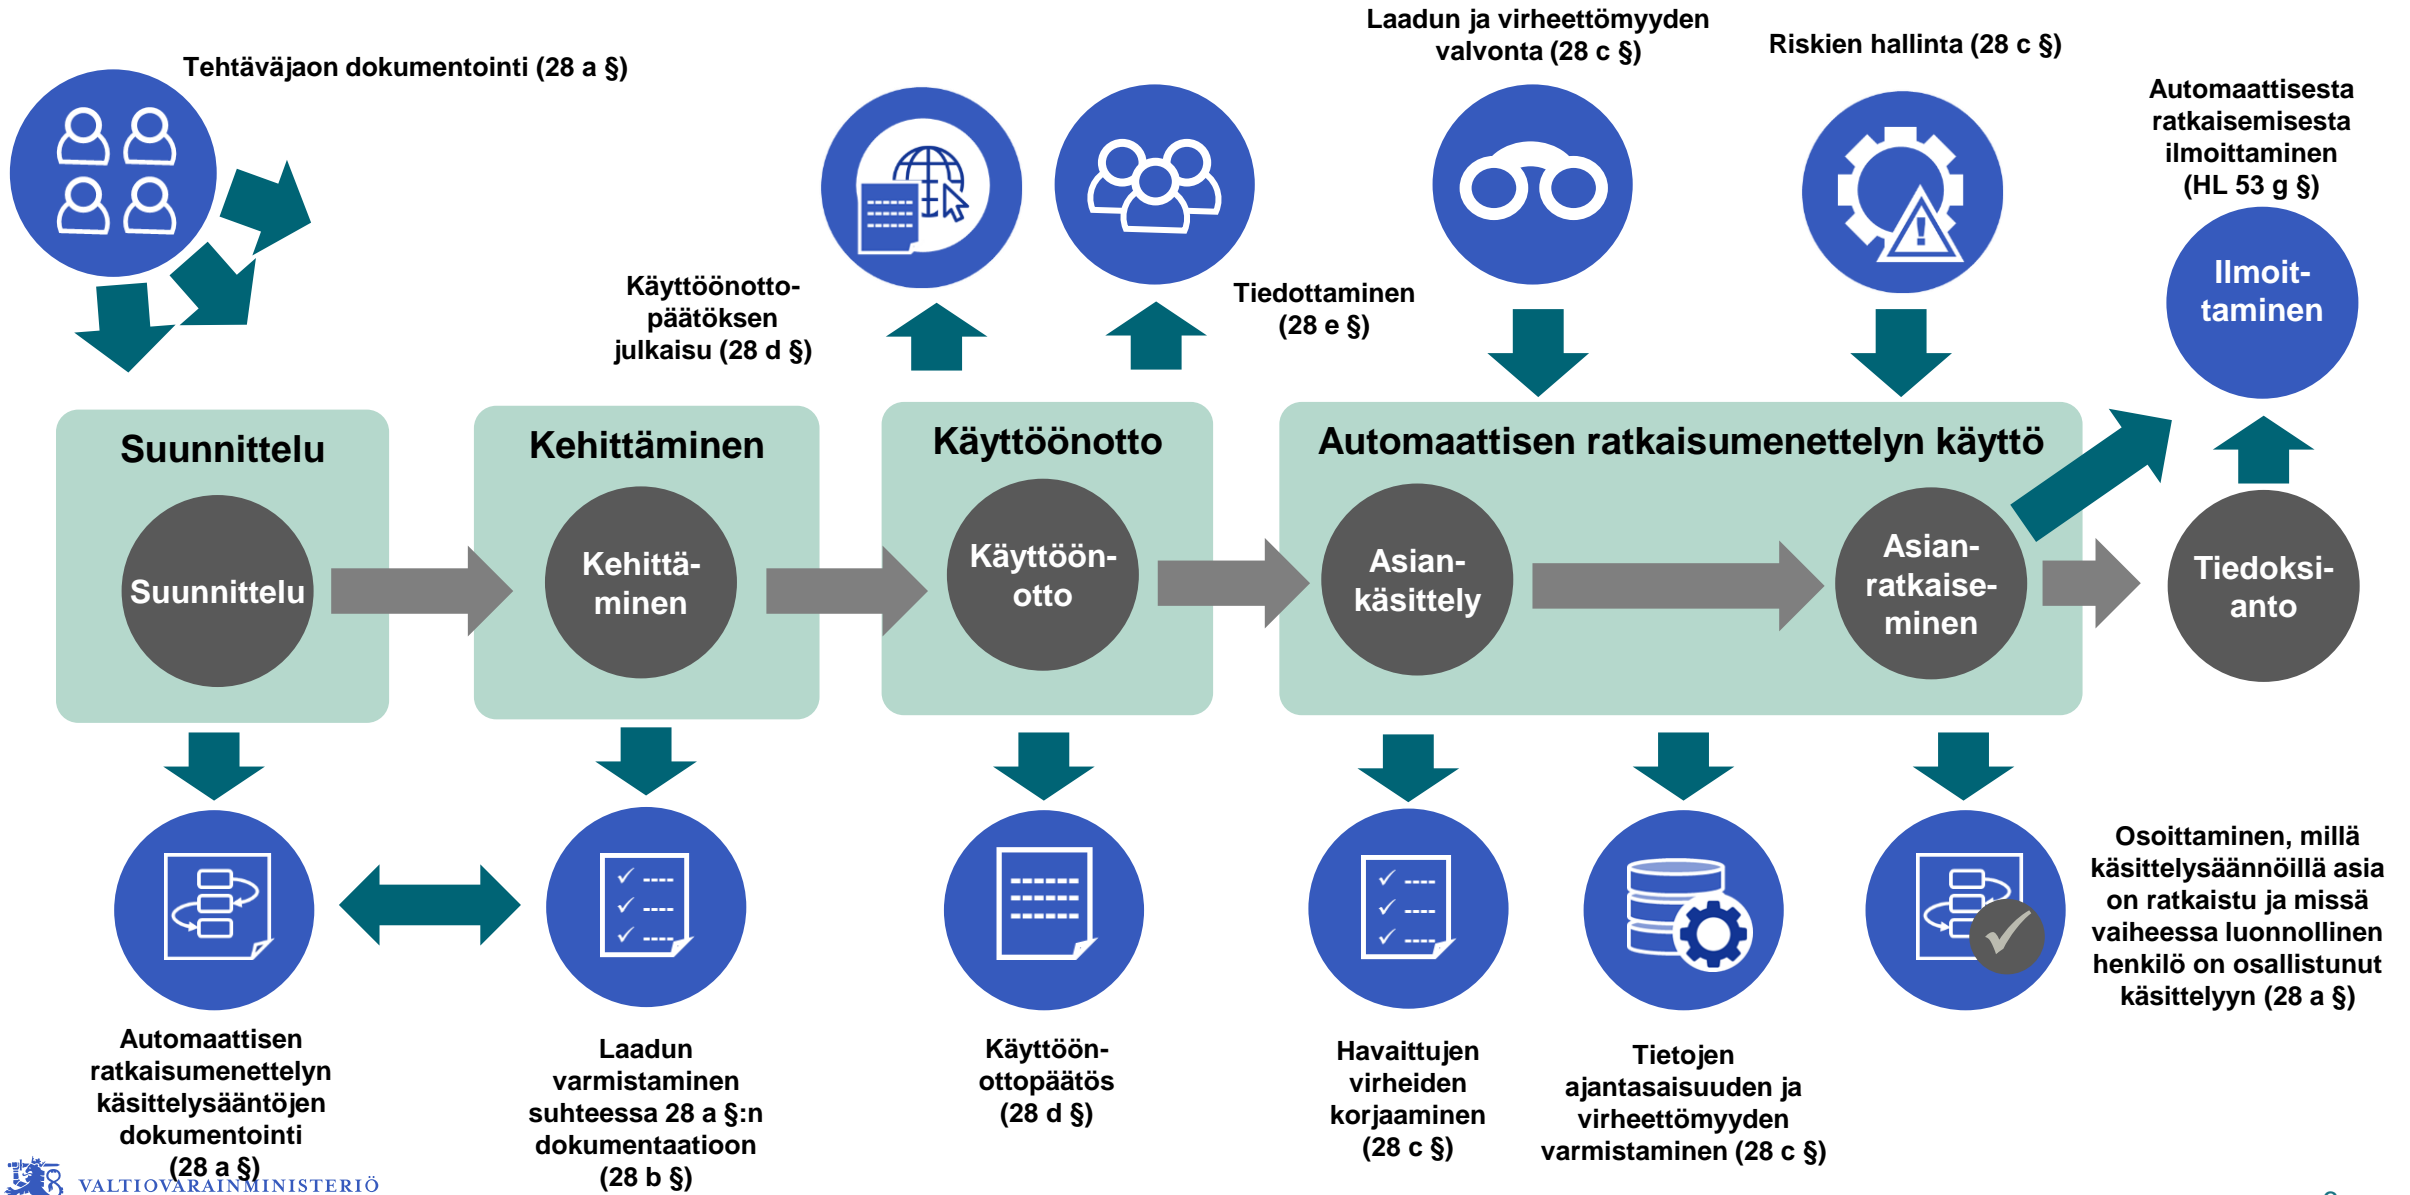 Tehtäväjaon dokumentointi (28 a §)
Laadun ja virheettömyyden
valvonta (28 c §)
Riskien hallinta (28 c §)
Automaattisesta
ratkaisemisesta
ilmoittaminen
(HL 53 g §)
Käyttöönotto-
päätöksen
julkaisu (28 d §)
Tiedottaminen
(28 e §)
Ilmoit-
taminen
Suunnittelu
Kehittäminen
Käyttöönotto
Automaattisen ratkaisumenettelyn käyttö
Suunnittelu
Kehittä-
minen
Käyttöön-
otto
Asian-
käsittely
Asian-
ratkaise-
minen
Tiedoksi-
anto
Automaattisen
ratkaisumenettelyn
käsittelysääntöjen
dokumentointi
(28 a §)
Laadun
varmistaminen
suhteessa 28 a §:n
dokumentaatioon
(28 b §)
Käyttöön-
ottopäätös
(28 d §)
Havaittujen
virheiden
korjaaminen
(28 c §)
Tietojen
ajantasaisuuden ja
virheettömyyden
varmistaminen (28 c §)
Osoittaminen, millä
käsittelysäännöillä asia
on ratkaistu ja missä
vaiheessa luonnollinen
henkilö on osallistunut
käsittelyyn (28 a §)
VALTIOVARAINMINISTERIÖ